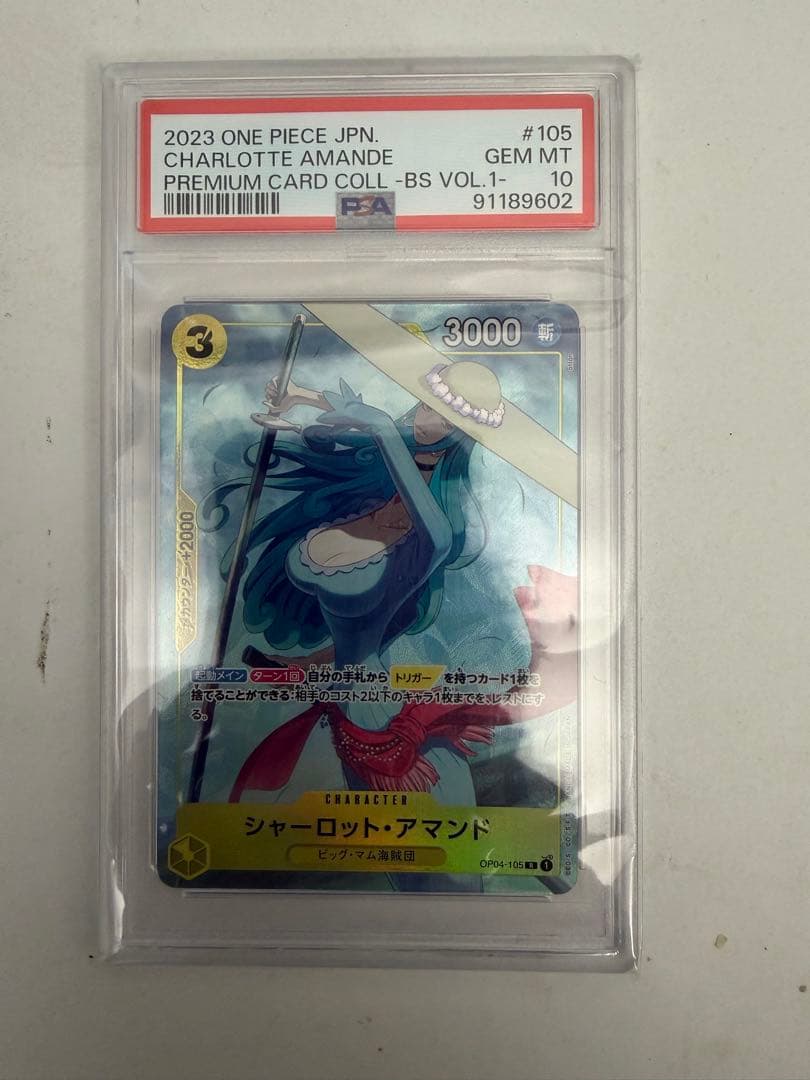 2023 ONE PIECE JPN. #105
CHARLOTTE AMANDE GEM MT
PREMIUM CARD COLL -BS VOL.1- 10
PSA 91189602
3 3000 斬
カウンター+2000
起動メイン ターン1回 自分の手札から トリガー を持つカード1枚を
捨てることができる:相手のコスト2以下のキャラ1枚までを、レストにす
る。
CHARACTER
シャーロット・アマンド
ビッグ・マム海賊団
OP04-105 R 1